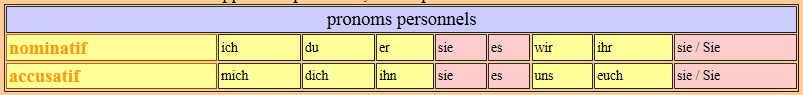 pronoms personnels
nominatif ich du er sie es wir ihr sie / Sie
accusatif mich dich ihn sie es uns euch sie / Sie